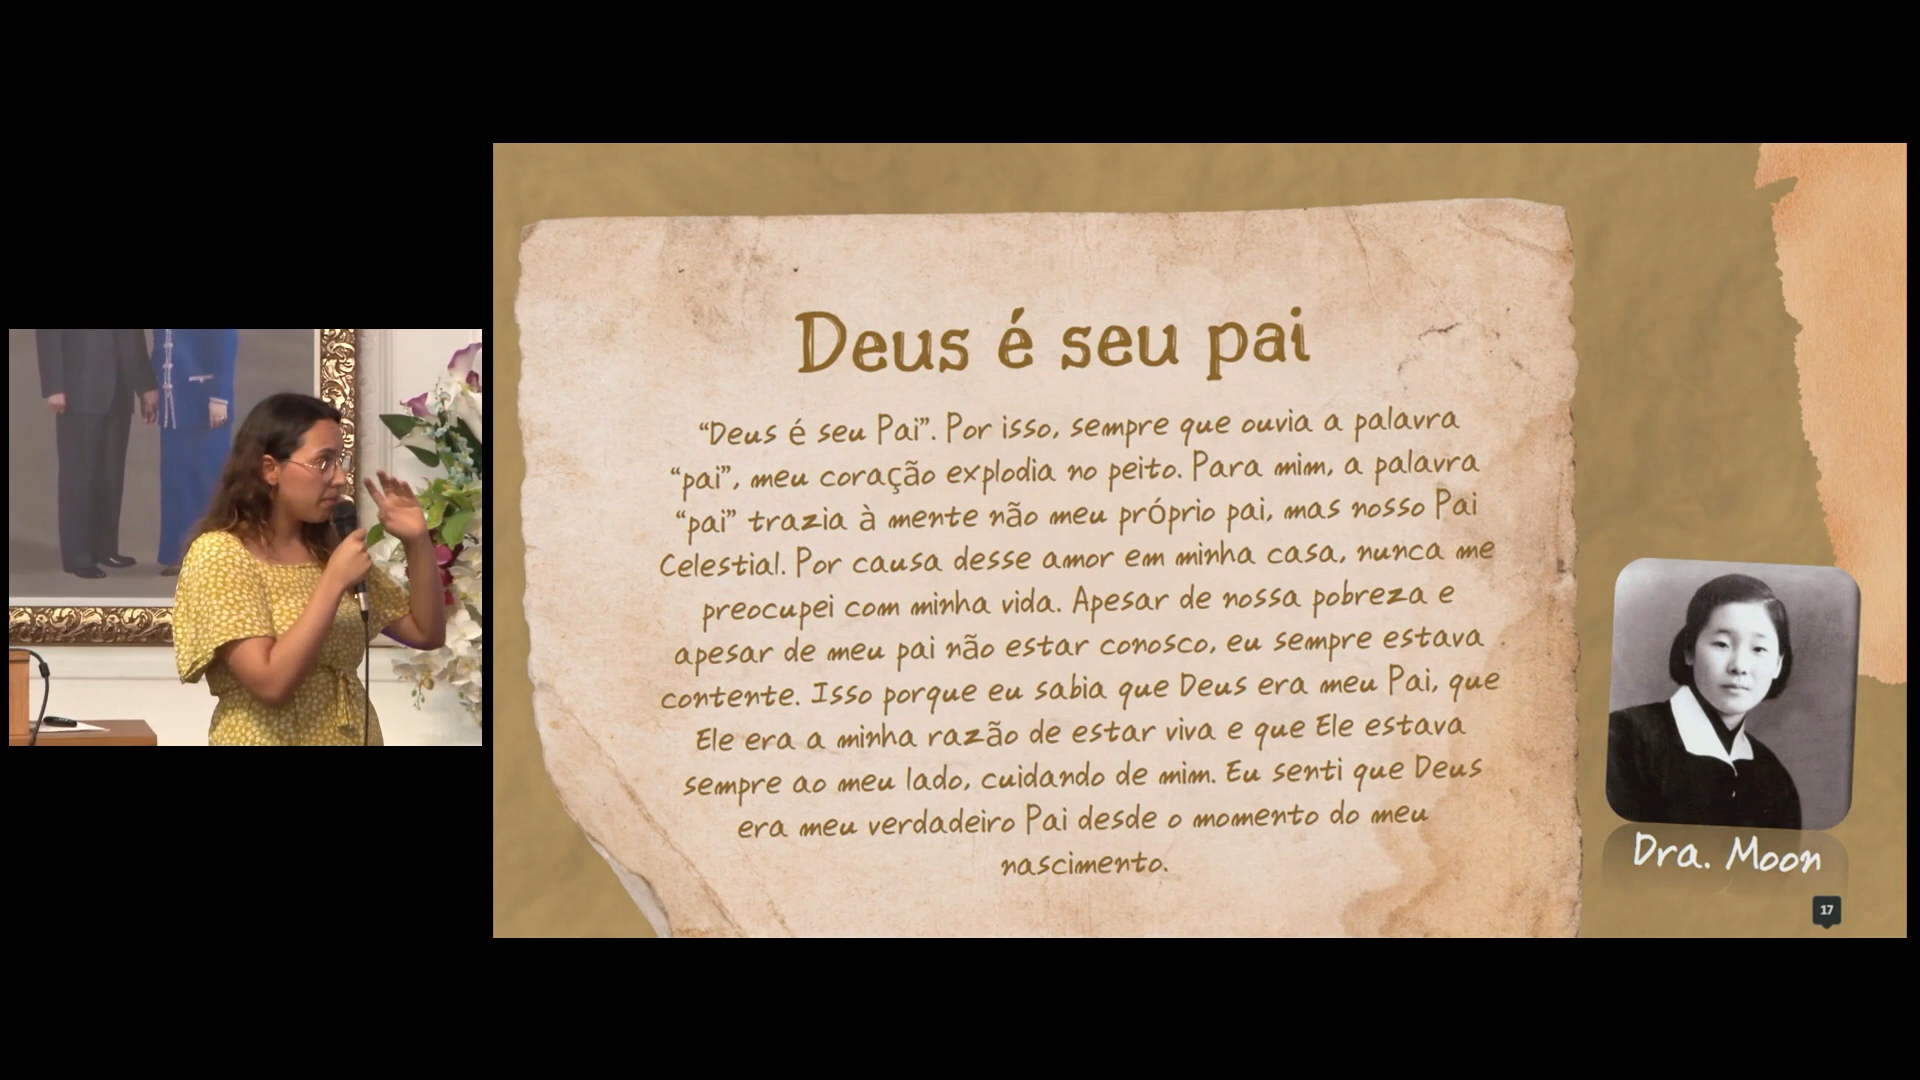 Deus é seu pai
“Deus é seu Pai”. Por isso, sempre que ouvia a palavra
“pai”, meu coração explodia no peito. Para mim, a palavra
“pai” trazia à mente não meu próprio pai, mas nosso Pai
Celestial. Por causa desse amor em minha casa, nunca me
preocupei com minha vida. Apesar de nossa pobreza e
apesar de meu pai não estar conosco, eu sempre estava
contente. Isso porque eu sabia que Deus era meu Pai, que
Ele era a minha razão de estar viva e que Ele estava
sempre ao meu lado, cuidando de mim. Eu senti que Deus
era meu verdadeiro Pai desde o momento do meu
nascimento.
Dra. Moon
17